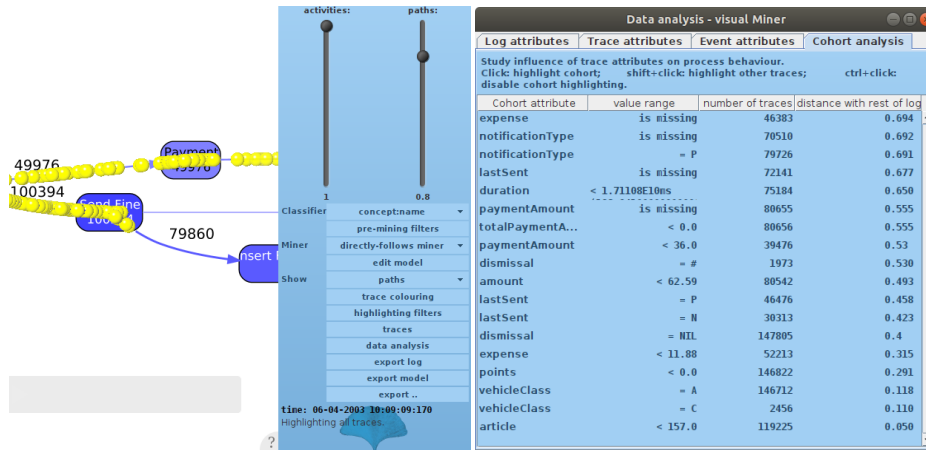 activities:
paths:
1
0.8
49976
Payment
79976
100394
Send Fine
79860
Insert
Classifier
concept:name
pre-mining filters
Miner
directly-follows miner
edit model
Show
paths
trace colouring
highlighting filters
traces
data analysis
export log
export model
export ..
time: 06-04-2003 10:09:09:170
Highlighting all traces.
?
Data analysis - visual Miner
Log attributes Trace attributes Event attributes Cohort analysis
Study influence of trace attributes on process behaviour.
Click: highlight cohort; shift+click: highlight other traces; ctrl+click:
disable cohort highlighting.
Cohort attribute value range number of traces distance with rest of log
expense is missing 46383 0.694
notificationType is missing 70510 0.692
notificationType = P 79726 0.691
lastSent is missing 72141 0.677
duration < 1.71108E10ms 75184 0.650
paymentAmount is missing 80655 0.555
totalPaymentA... < 0.0 80656 0.555
paymentAmount < 36.0 39476 0.53
dismissal = # 1973 0.530
amount < 62.59 80542 0.493
lastSent = P 46476 0.458
lastSent = N 30313 0.423
dismissal = NIL 147805 0.4
expense < 11.88 52213 0.315
points < 0.0 146822 0.291
vehicleClass = A 146712 0.118
vehicleClass = C 2456 0.110
article < 157.0 119225 0.050